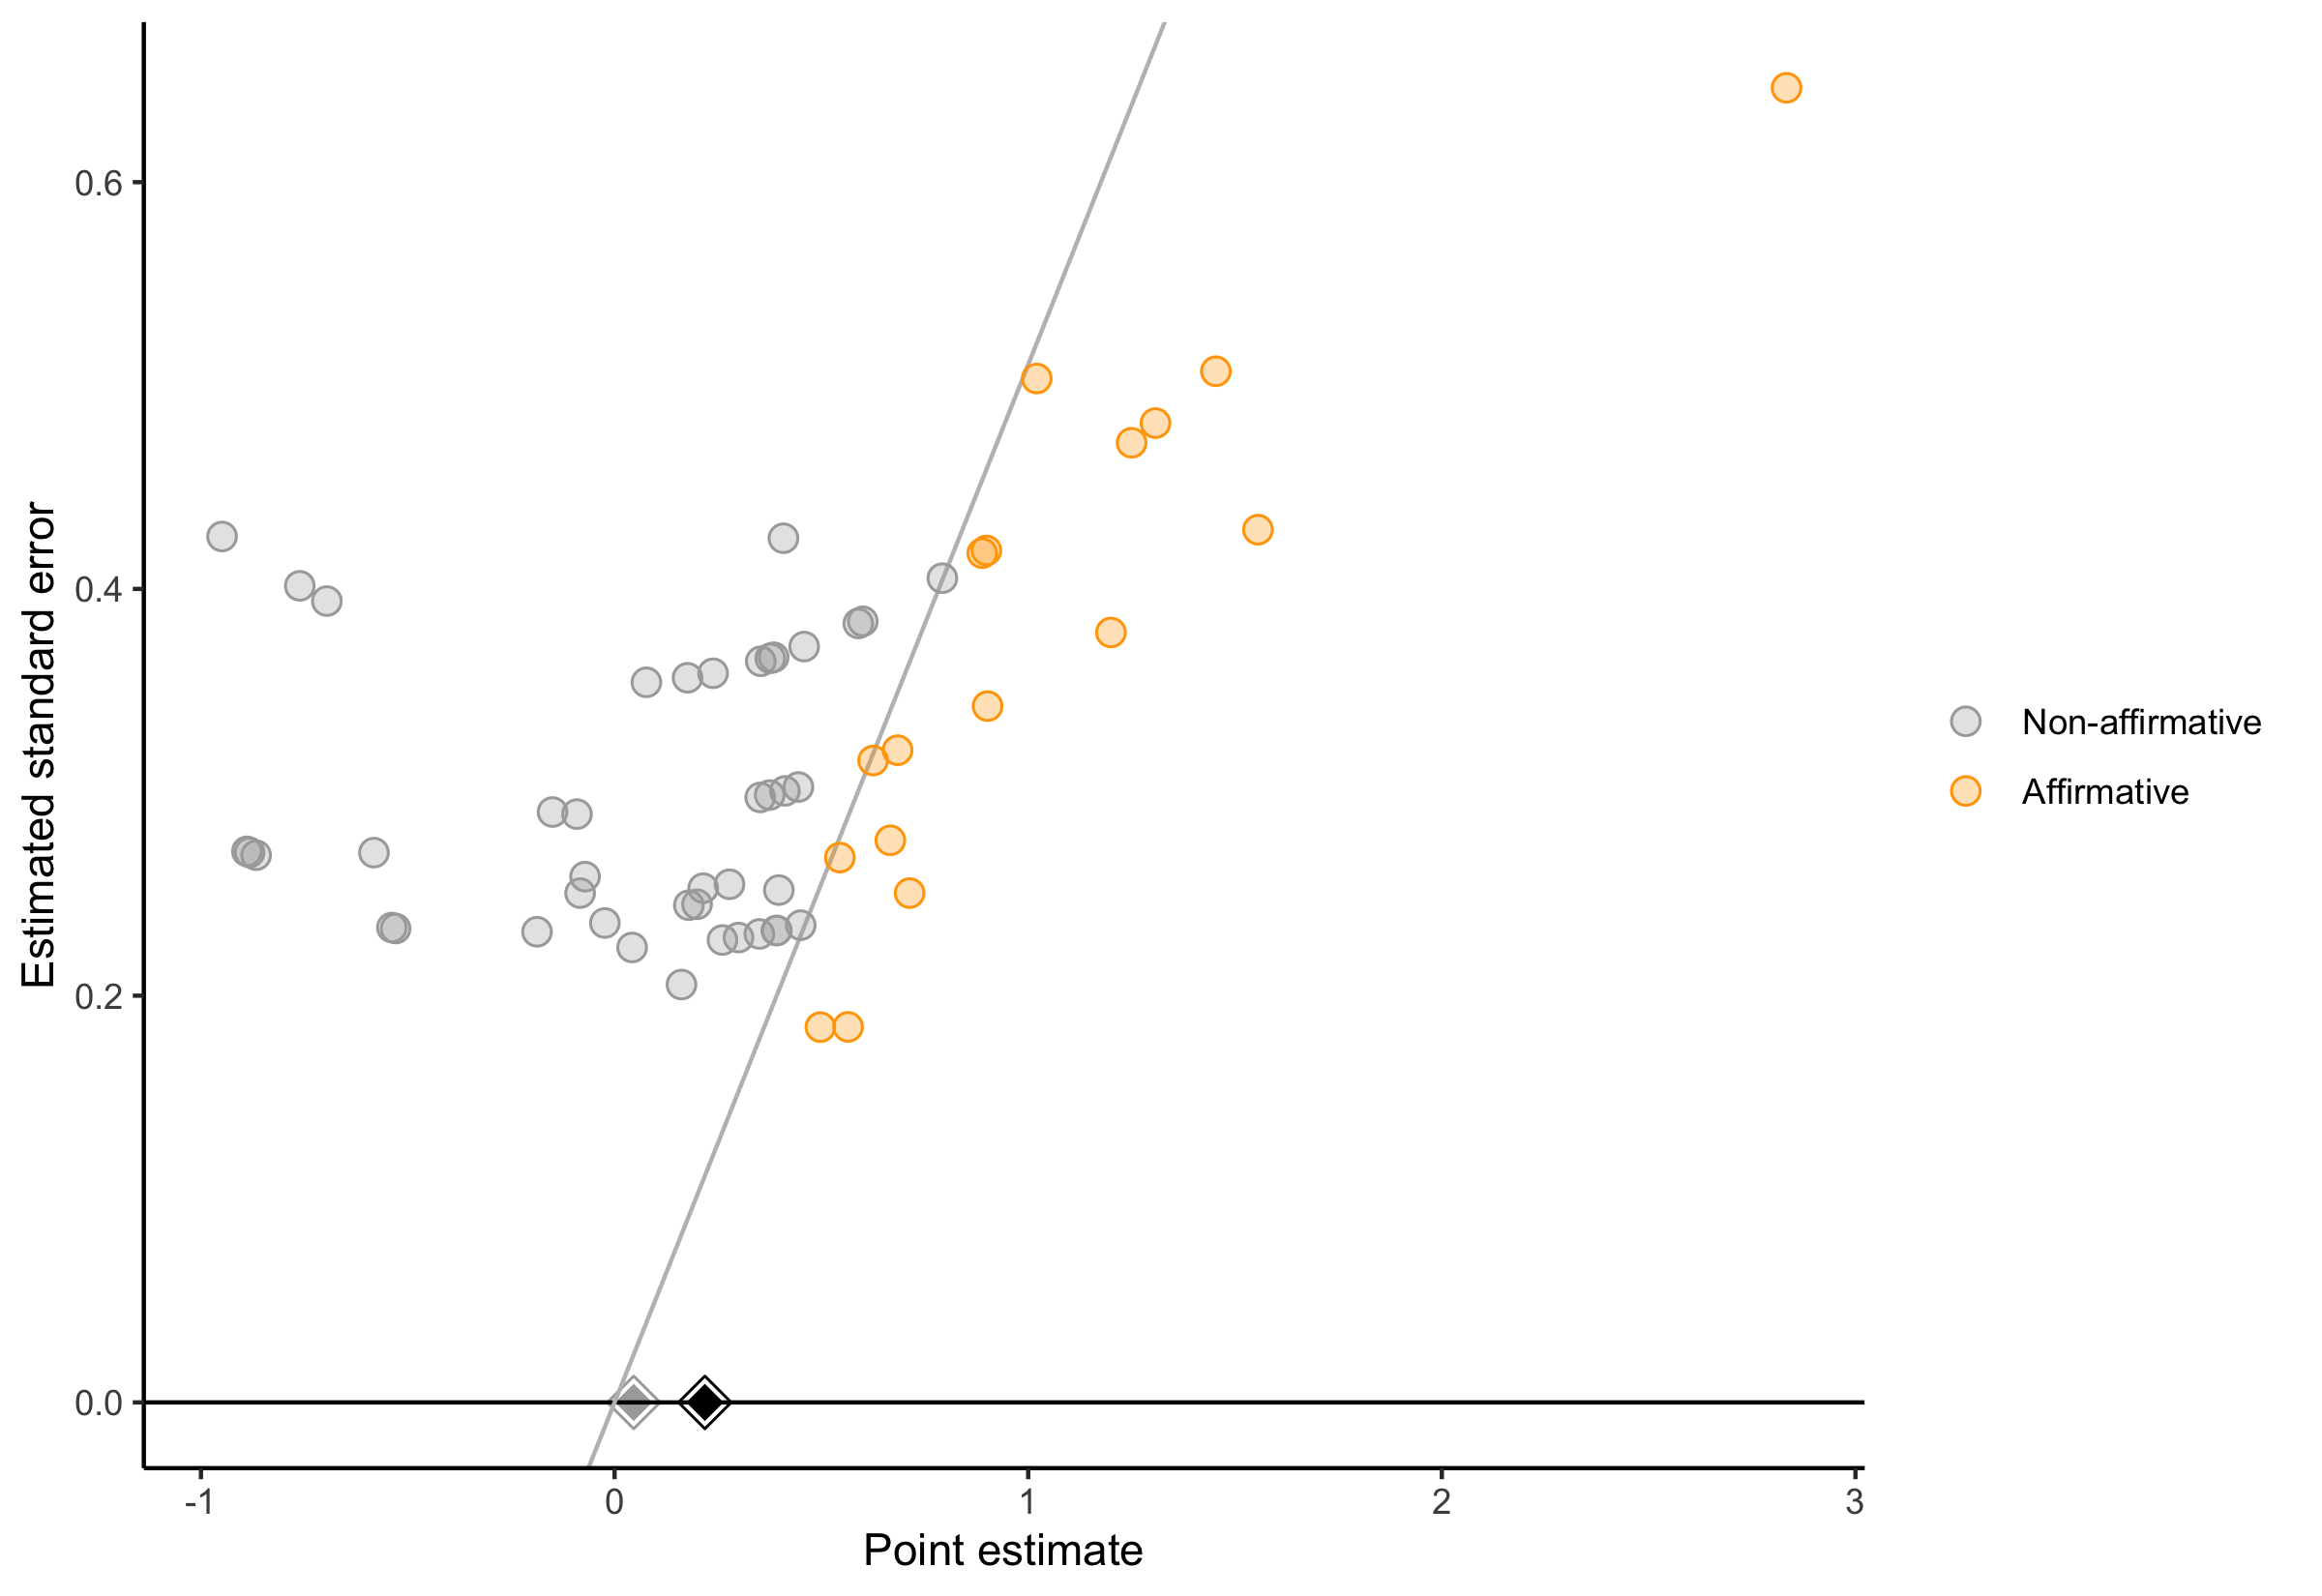 Estimated standard error
0.6
0.4
0.2
0.0
-1 0 1 2 3
Point estimate
Non-affirmative
Affirmative